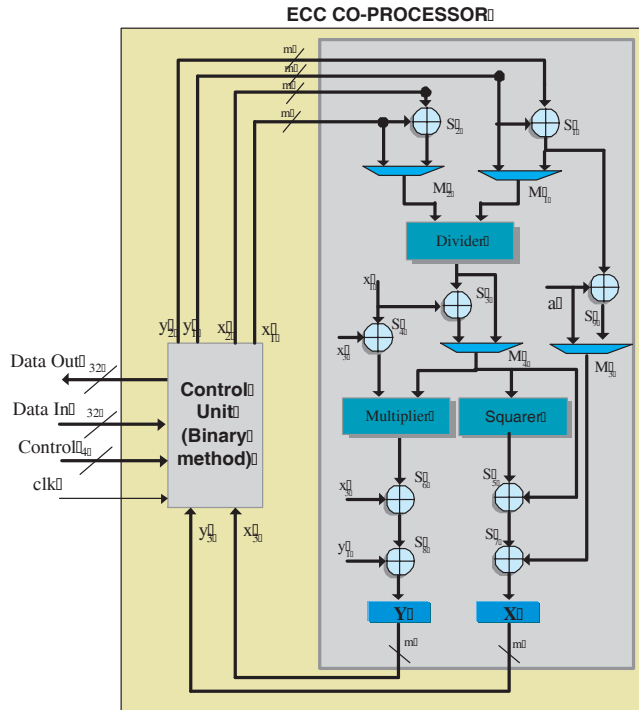 ECC CO-PROCESSOR
m
m
m
m
S2
S1
M2
M1
Divider
x1
S3
a
S9
S4
x3
M4
M3
y2 y1 x2 x1
Data Out 32
Data In 32
Control 4
clk
Control
Unit
(Binary
method)
Multiplier
Squarer
S6
S5
x3
y3 x3
S8
S7
y1
Y
X
m
m